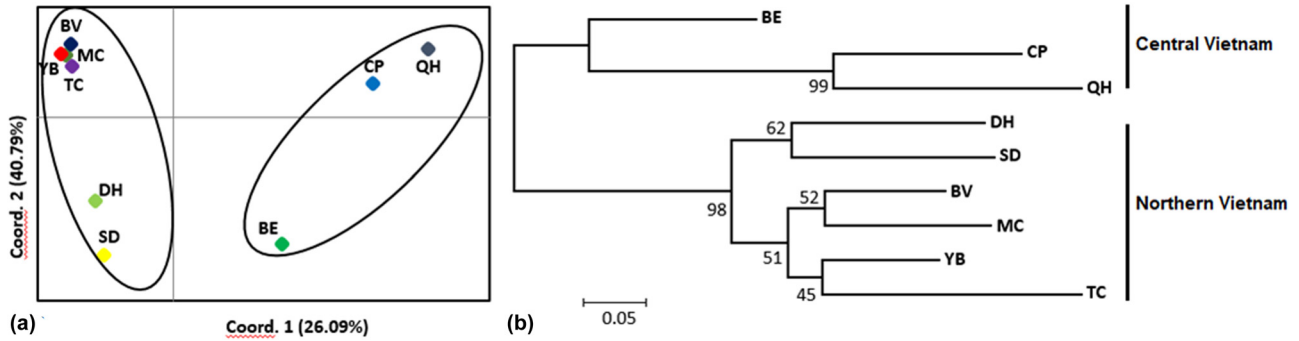 BV
YB MC
TC
CP
QH
DH
SD
BE
Coord. 2 (40.79%)
Coord. 1 (26.09%)
(a)
BE
CP
QH
99
Central Vietnam
DH
SD
62
BV
MC
52
YB
TC
45
51
98
Northern Vietnam
0.05
(b)